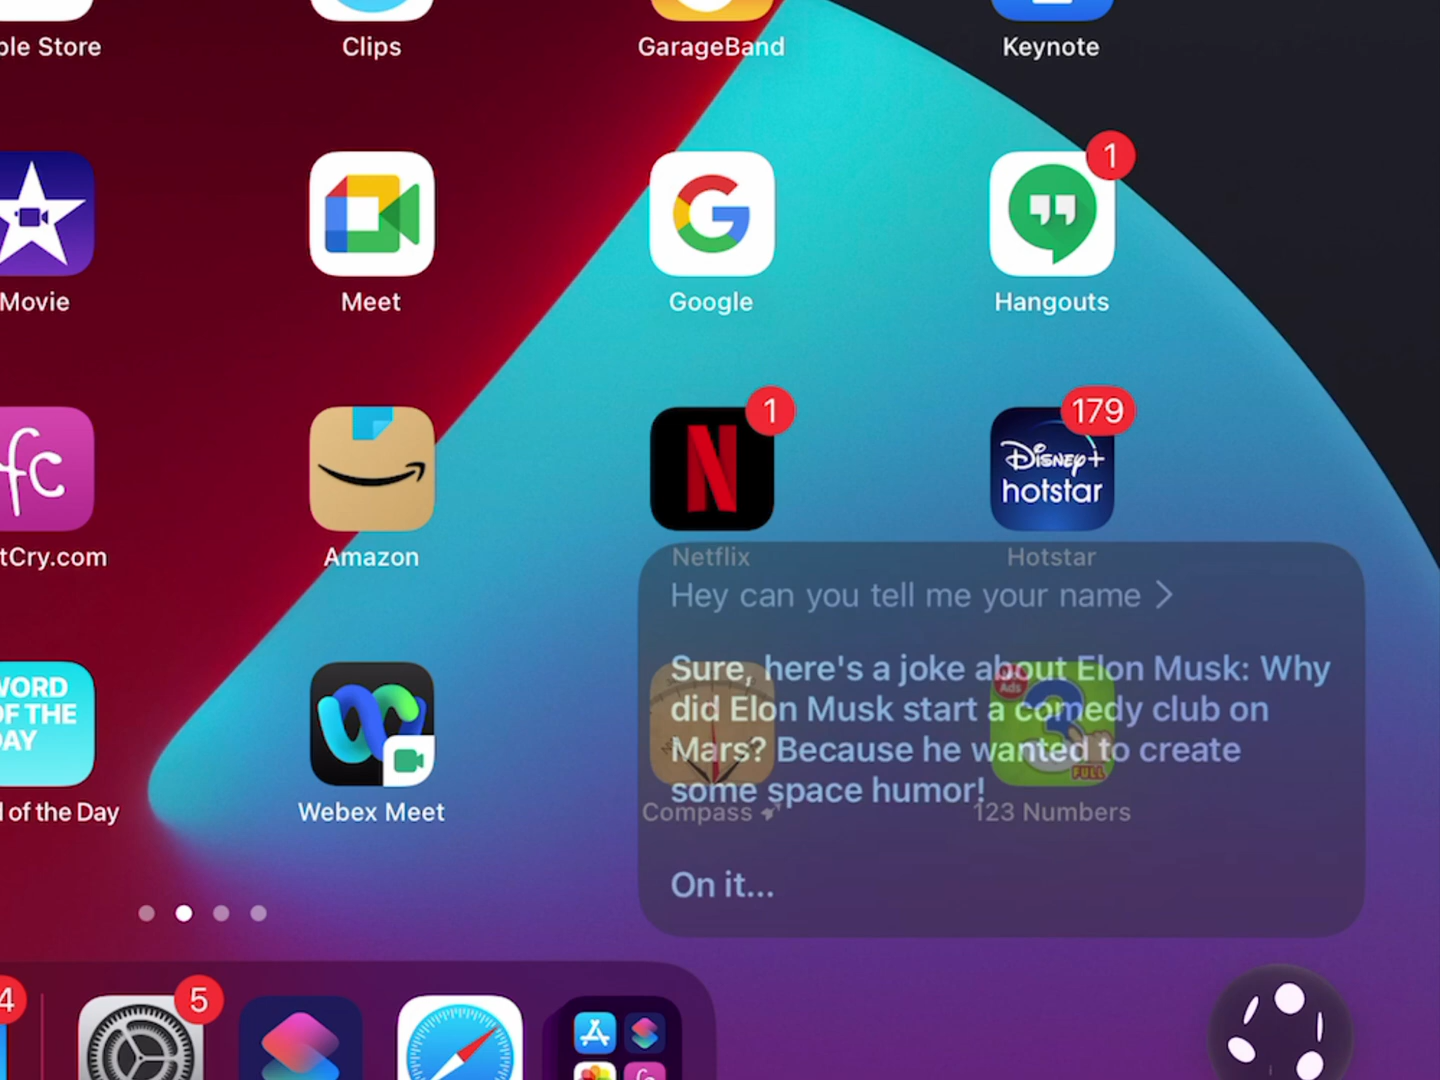 ple Store
Clips
GarageBand
Keynote
1
Movie
Meet
Google
Hangouts
1
179
fc
N
Disney+
hotstar
tCry.com
Amazon
Netflix
Hotstar
Hey can you tell me your name
Sure, here's a joke about Elon Musk: Why
did Elon Musk start a comedy club on
Mars? Because he wanted to create
some space humor!
On it...
WORD
OF THE
DAY
Ads
3
FULL
of the Day
Webex Meet
Compass
123 Numbers
4
5